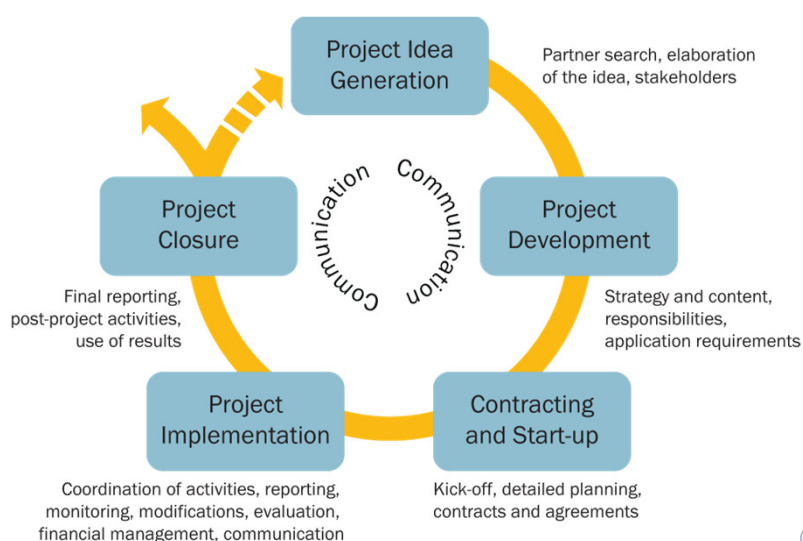 Project Idea
Generation
Partner search, elaboration
of the idea, stakeholders
Communication
Communication
Project
Closure
Project
Development
Final reporting,
post-project activities,
use of results
Strategy and content,
responsibilities,
application requirements
Project
Implementation
Contracting
and Start-up
Coordination of activities, reporting,
monitoring, modifications, evaluation,
financial management, communication
Kick-off, detailed planning,
contracts and agreements